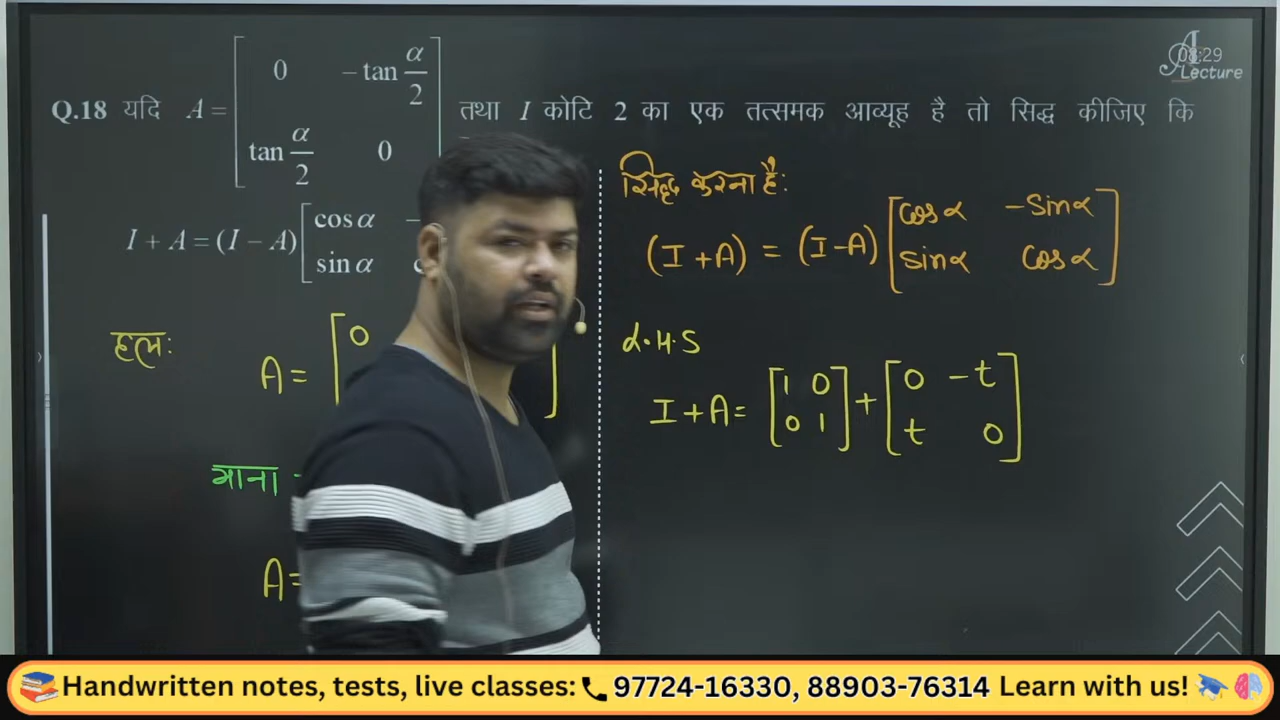 A Lecture
08:29
Q.18 यदि A = [ 0 -tan α/2
tan α/2 0 ] तथा I कोटि 2 का एक तत्समक आव्यूह है तो सिद्ध कीजिए कि
I + A = (I − A) [ cos α −
sin α
हलः A = [ 0
माना -
A =
सिद्ध करना हैः
(I + A) = (I - A) [ cos α - sin α
sin α cos α ]
L.H.S
I + A = [ 1 0
0 1 ] + [ 0 - t
t 0 ]
Handwritten notes, tests, live classes: 97724-16330, 88903-76314 Learn with us!